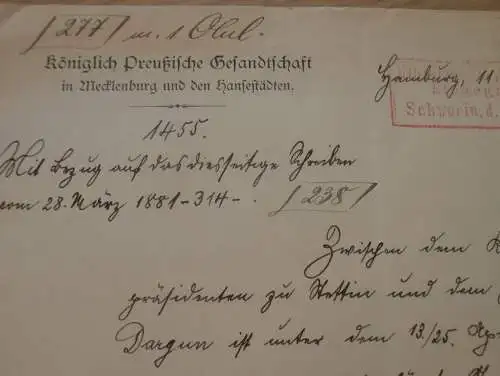 [277] m. 1 Anl.
Königlich Preußische Gesandtschaft
in Mecklenburg und den Hansestädten.
Hamburg, 11
Schwerin, d.
1455.
Mit Bezug auf das diesseitige Schreiben
vom 28. März 1881 - 314 - .
[238]
Zwischen dem
präsidenten zu Stettin und dem
Dargun ist unter dem 13./25. Ap-